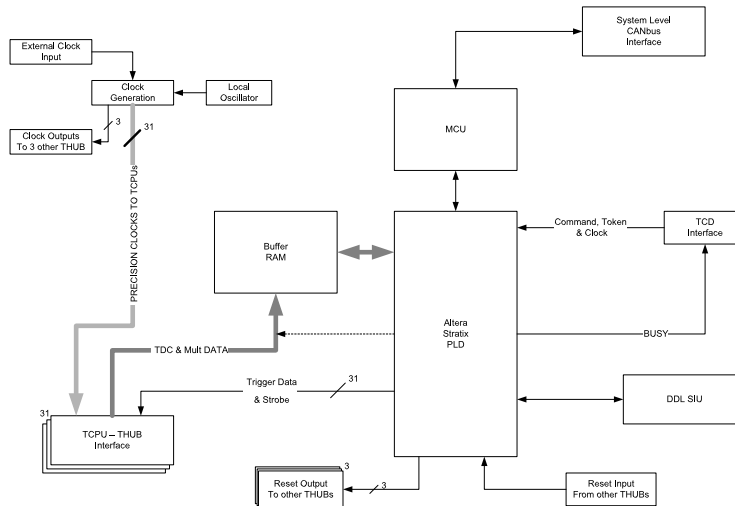 System Level
CANbus
Interface
External Clock
Input
Clock
Generation
Local
Oscillator
3
31
Clock Outputs
To 3 other THUB
MCU
PRECISION CLOCKS TO TCPUs
Buffer
RAM
Command, Token
& Clock
TCD
Interface
Altera
Stratix
PLD
BUSY
TDC & Mult DATA
Trigger Data
& Strobe
31
DDL SIU
31
TCPU – THUB
Interface
3
Reset Output
To other THUBs
3
Reset Input
From other THUBs